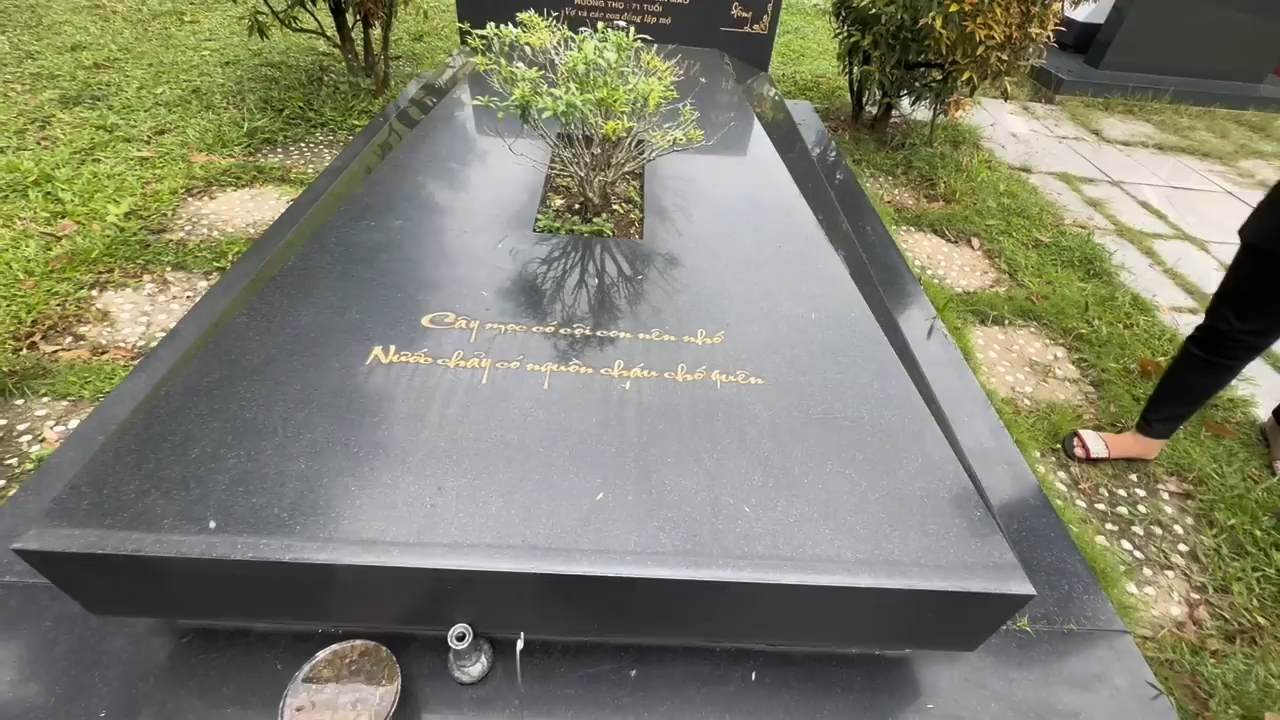 HƯỞNG THỌ : 71 TUỔI
Vợ và các con đồng lập mộ
Cây mọc có cội con nên nhớ
Nước chảy có nguồn cháu chớ quên